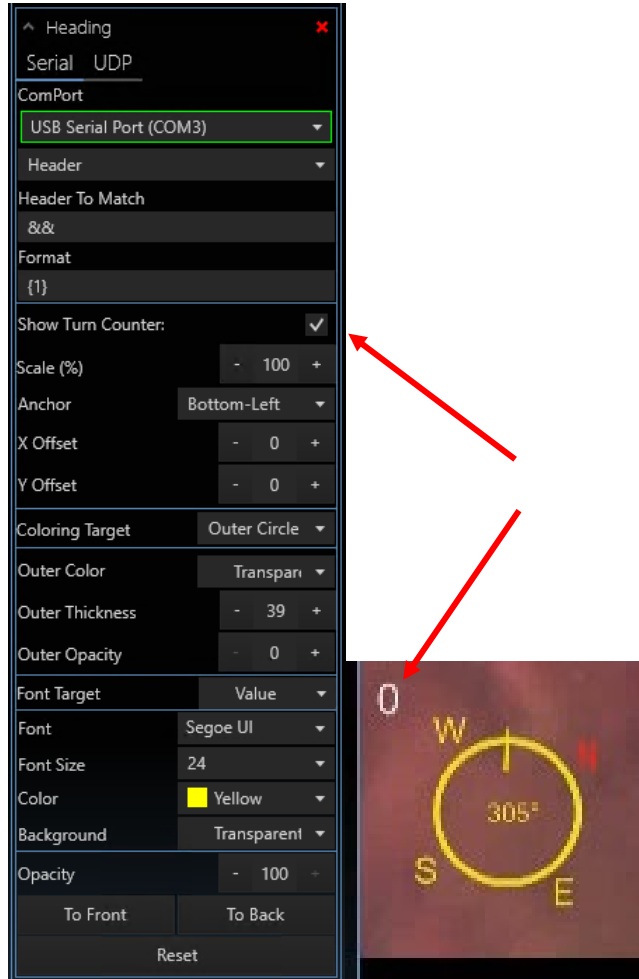 Heading
Serial UDP
ComPort
USB Serial Port (COM3)
Header
Header To Match
&&
Format
{1}
Show Turn Counter:
Scale (%) - 100 +
Anchor Bottom-Left
X Offset - 0 +
Y Offset - 0 +
Coloring Target Outer Circle
Outer Color Transpare
Outer Thickness - 39 +
Outer Opacity - 0 +
Font Target Value
Font Segoe UI
Font Size 24
Color Yellow
Background Transparent
Opacity - 100 +
To Front To Back
Reset
0
W N
305°
S E